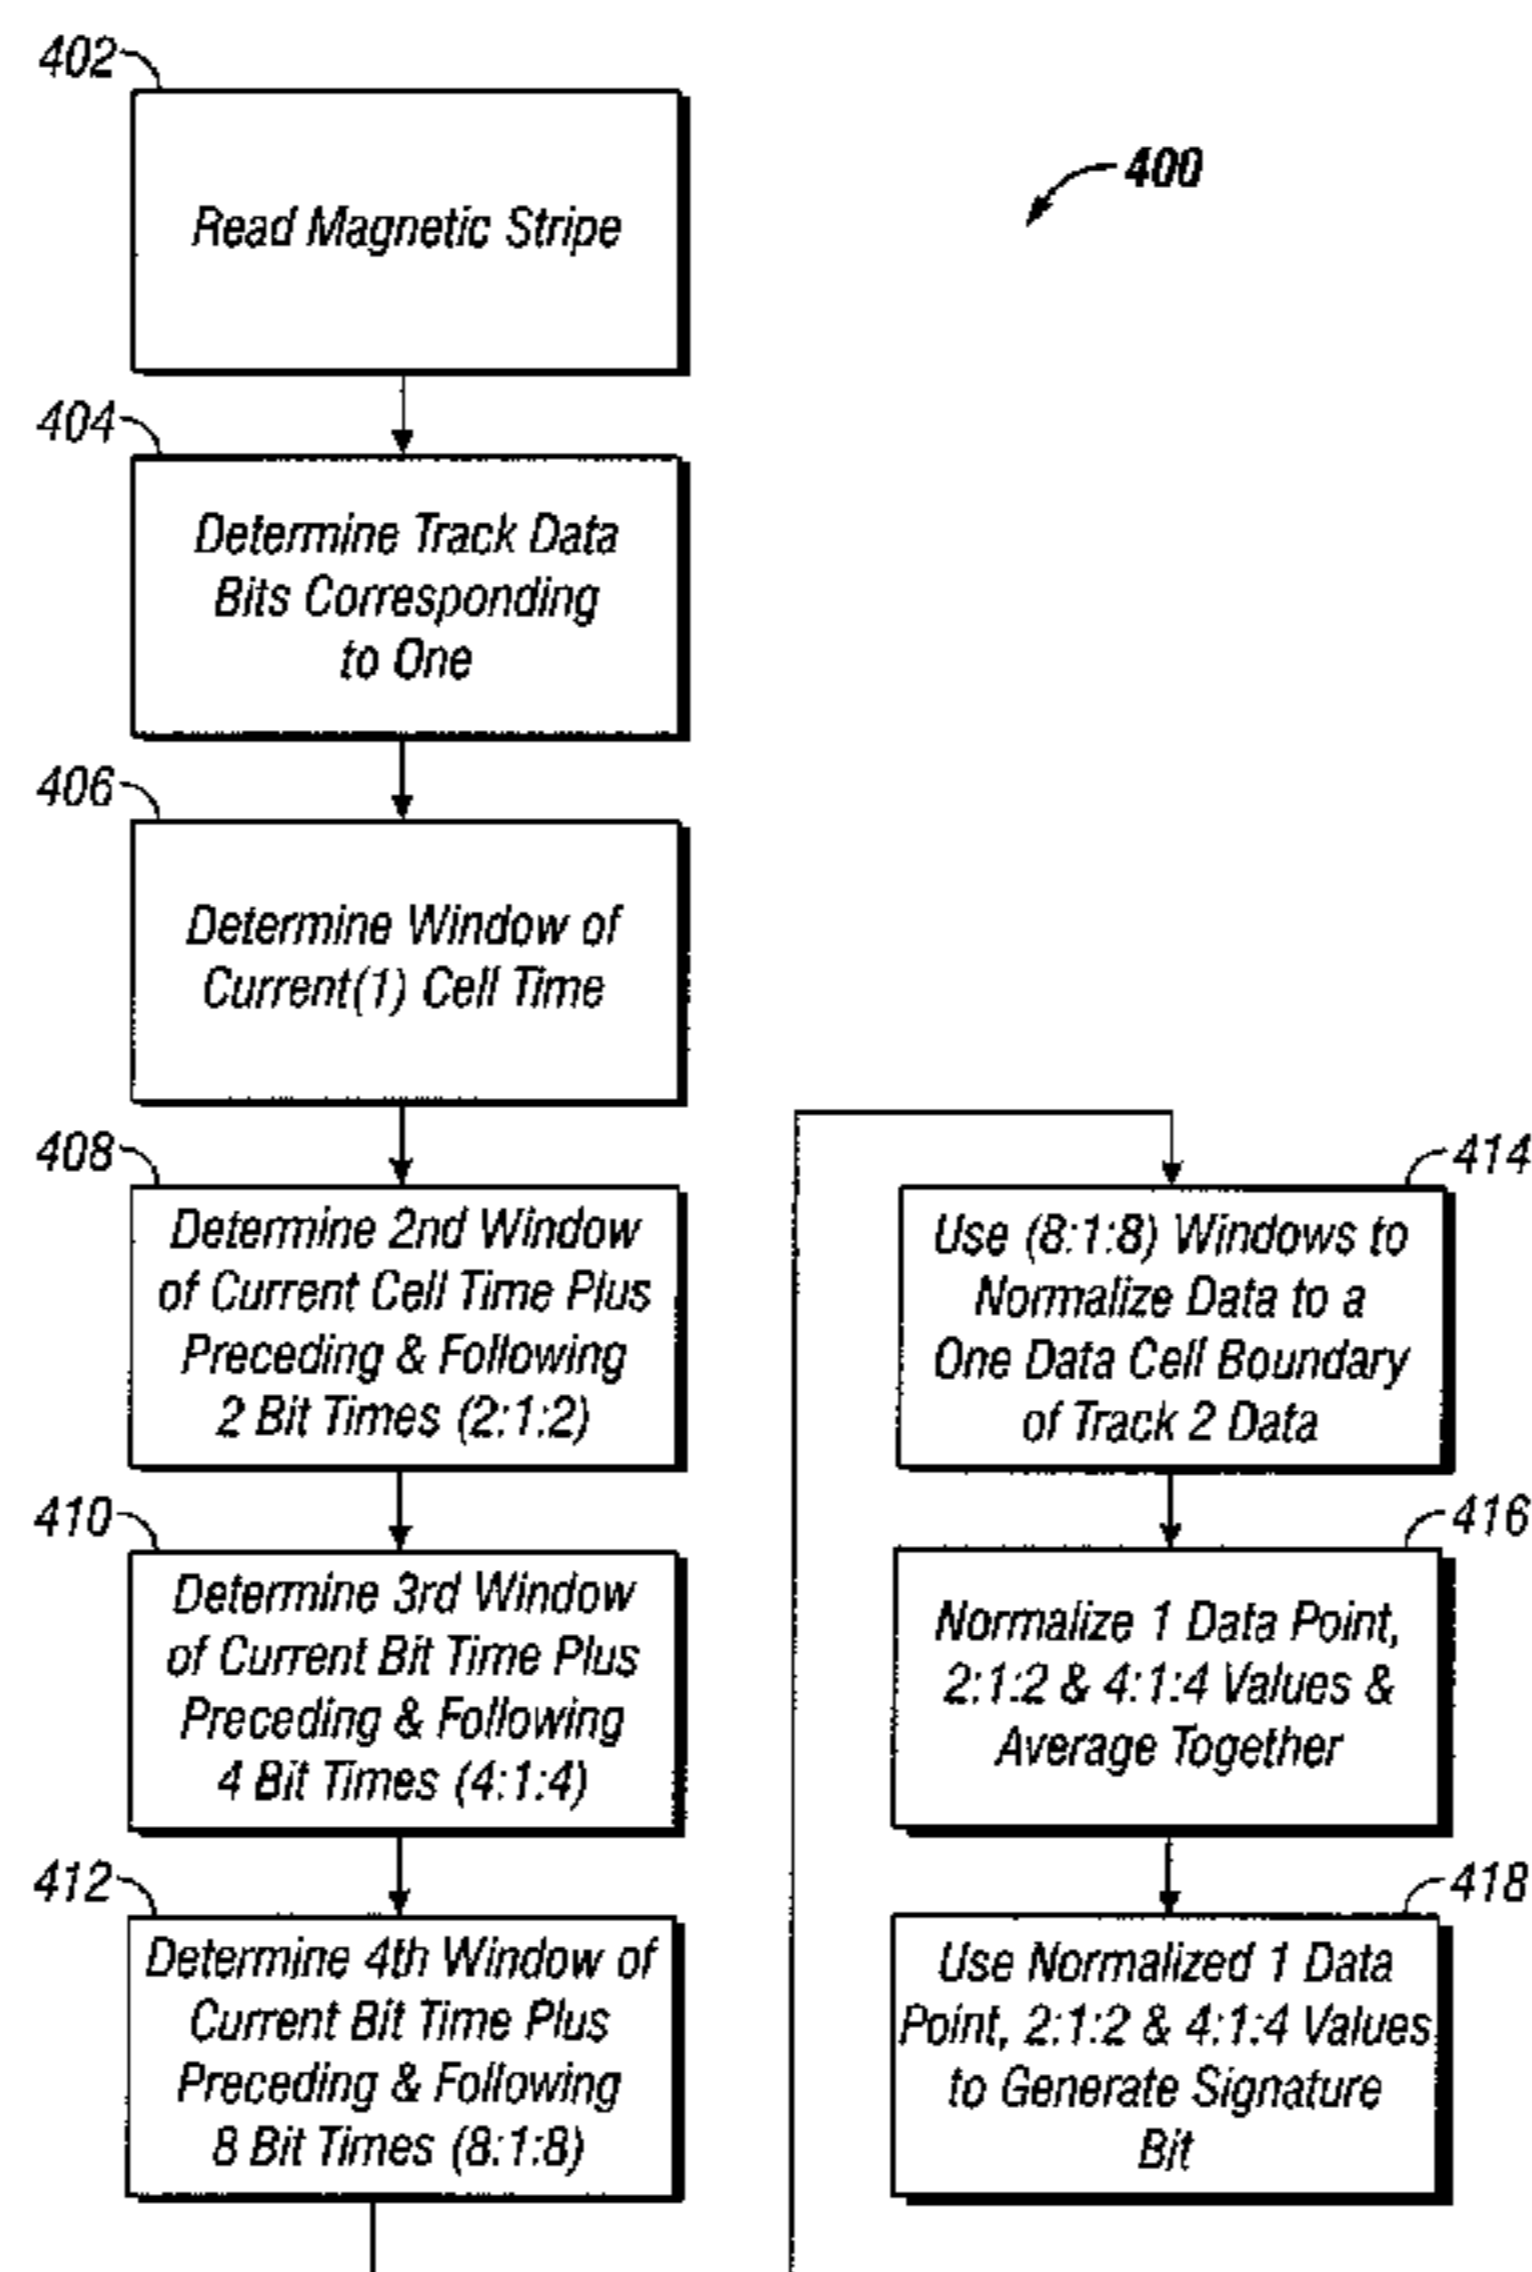 402
Read Magnetic Stripe
400
404
Determine Track Data
Bits Corresponding
to One
406
Determine Window of
Current(1) Cell Time
408
Determine 2nd Window
of Current Cell Time Plus
Preceding & Following
2 Bit Times (2:1:2)
410
Determine 3rd Window
of Current Bit Time Plus
Preceding & Following
4 Bit Times (4:1:4)
412
Determine 4th Window of
Current Bit Time Plus
Preceding & Following
8 Bit Times (8:1:8)
414
Use (8:1:8) Windows to
Normalize Data to a
One Data Cell Boundary
of Track 2 Data
416
Normalize 1 Data Point,
2:1:2 & 4:1:4 Values &
Average Together
418
Use Normalized 1 Data
Point, 2:1:2 & 4:1:4 Values
to Generate Signature
Bit